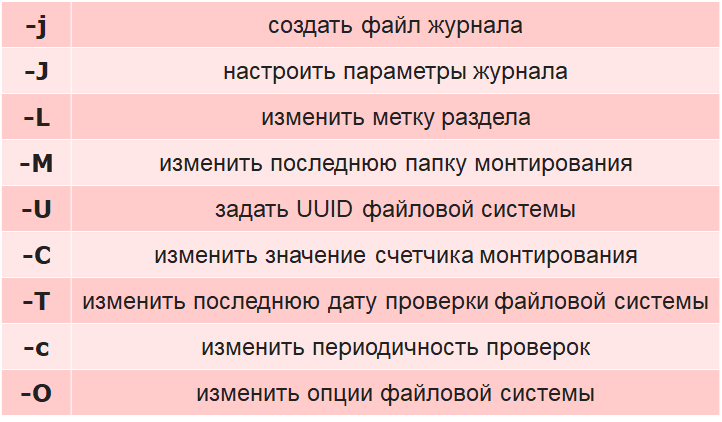 –j создать файл журнала
–J настроить параметры журнала
–L изменить метку раздела
–M изменить последнюю папку монтирования
–U задать UUID файловой системы
–C изменить значение счетчика монтирования
–T изменить последнюю дату проверки файловой системы
–c изменить периодичность проверок
–O изменить опции файловой системы